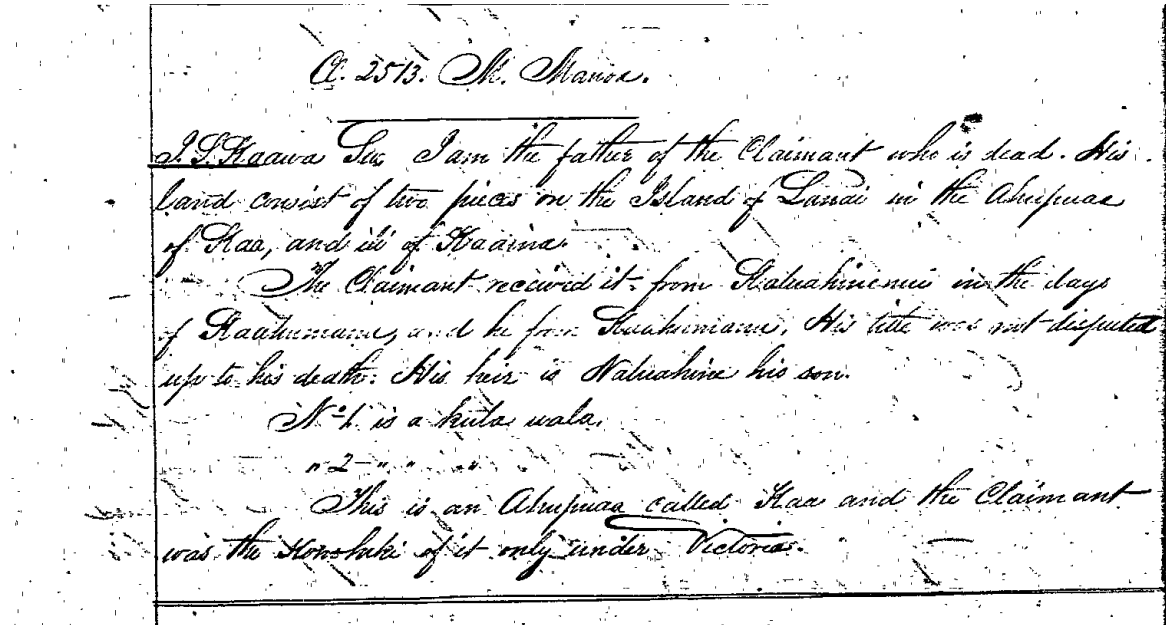 Cl. 2513. M. Manoa.
J. S. Kaawa Sw. I am the father of the Claimant who is dead. His
land consist of two pieces on the Island of Lanai in the Ahupuaa
of Kaa, and ili of Kaaina.
The Claimant received it from Kaluahinenui in the days
of Kaahumanu, and he from Kaahumanu. His title was not disputed
up to his death. His heir is Naluahine his son.
No. 1. is a kula uala.
" 2 - " " "
This is an Ahupuaa called Kaa and the Claimant
was the Konohiki of it only under Victoria.